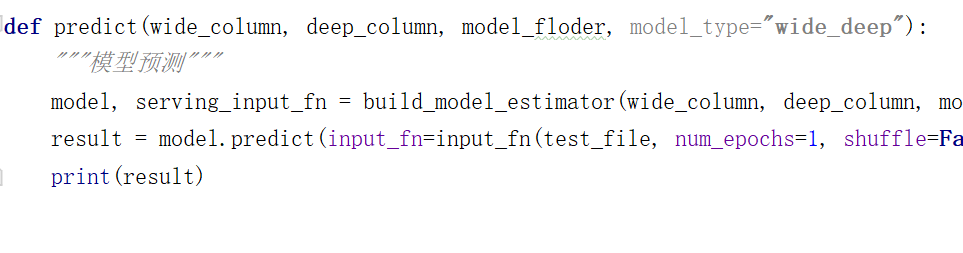 def predict(wide_column, deep_column, model_floder, model_type="wide_deep"):
"""模型预测"""
model, serving_input_fn = build_model_estimator(wide_column, deep_column, mo
result = model.predict(input_fn=input_fn(test_file, num_epochs=1, shuffle=Fa
print(result)